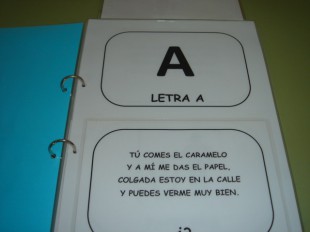 A
LETRA A
TÚ COMES EL CARAMELO
Y A MÍ ME DAS EL PAPEL,
COLGADA ESTOY EN LA CALLE
Y PUEDES VERME MUY BIEN.